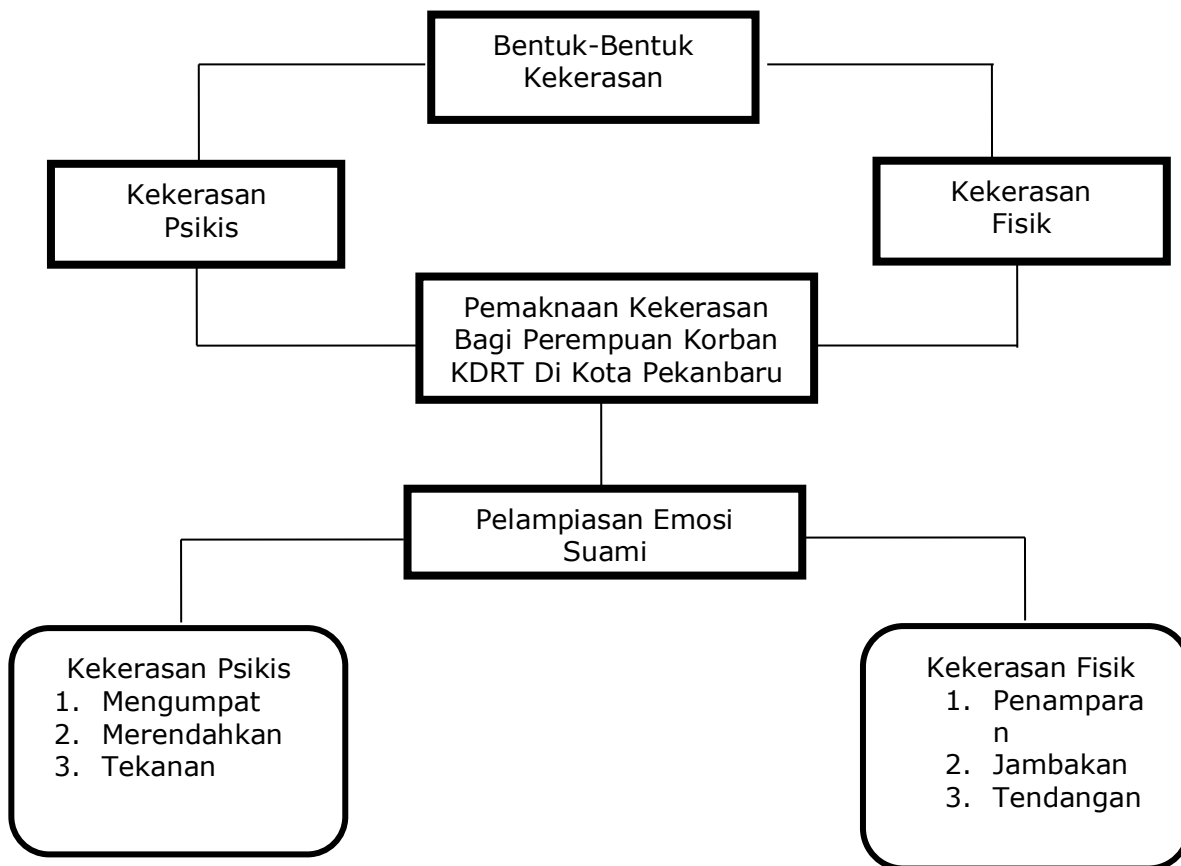 Bentuk-Bentuk
Kekerasan
Kekerasan
Psikis
Kekerasan
Fisik
Pemaknaan Kekerasan
Bagi Perempuan Korban
KDRT Di Kota Pekanbaru
Pelampiasan Emosi
Suami
Kekerasan Psikis
1. Mengumpat
2. Merendahkan
3. Tekanan
Kekerasan Fisik
1. Penampara
n
2. Jambakan
3. Tendangan